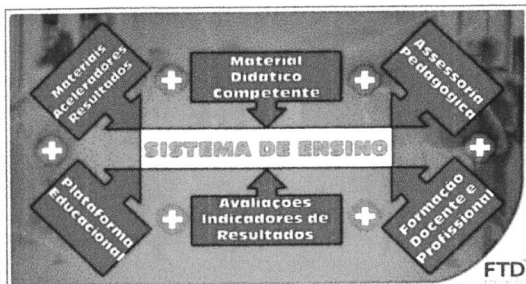 Materiais
Aceleradores
Resultados
Material
Didático
Competente
Assessoria
Pedagógica
SISTEMA DE ENSINO
Plataforma
Educacional
Avaliações
Indicadores de
Resultados
Formação
Docente e
Profissional
FTD